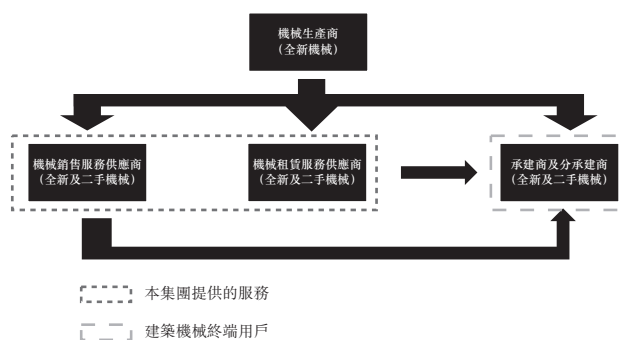 機械生產商
(全新機械)
機械銷售服務供應商
(全新及二手機械)
機械租賃服務供應商
(全新及二手機械)
承建商及分承建商
(全新及二手機械)
本集團提供的服務
建築機械終端用戶